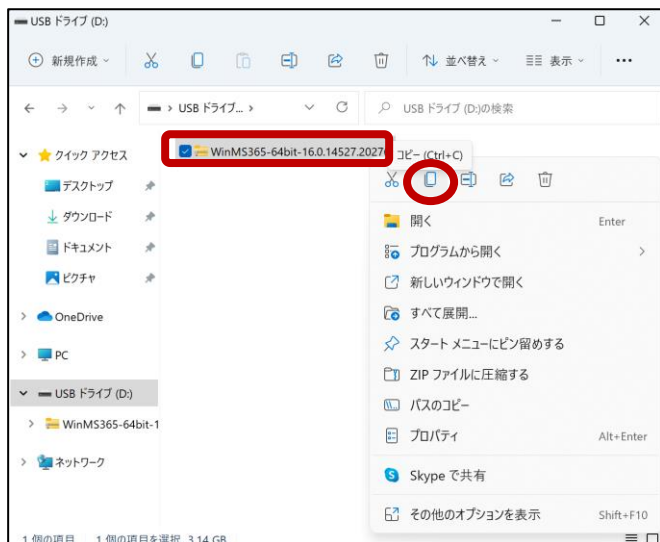 USB ドライブ (D:)
新規作成
並べ替え
表示
USB ドライブ...
USB ドライブ (D:)の検索
クイック アクセス
デスクトップ
ダウンロード
ドキュメント
ピクチャ
OneDrive
PC
USB ドライブ (D:)
WinMS365-64bit-1
ネットワーク
WinMS365-64bit-16.0.14527.2027
コピー (Ctrl+C)
開く Enter
プログラムから開く
新しいウィンドウで開く
すべて展開...
スタート メニューにピン留めする
ZIP ファイルに圧縮する
パスのコピー
プロパティ Alt+Enter
Skype で共有
その他のオプションを表示 Shift+F10
1 個の項目 1 個の項目を選択 3.14 GB